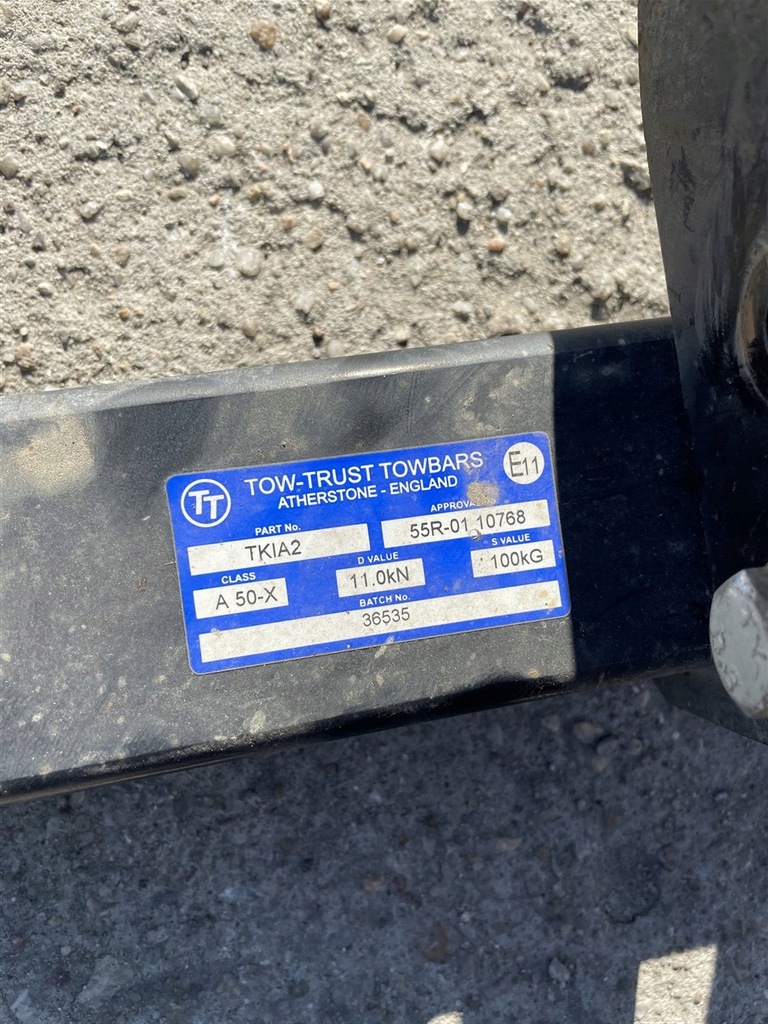 TT
TOW-TRUST TOWBARS
ATHERSTONE - ENGLAND
E11
PART No.
TKIA2
55R-01 10768
CLASS
A 50-X
D VALUE
11.0kN
S VALUE
100kG
BATCH No.
36535